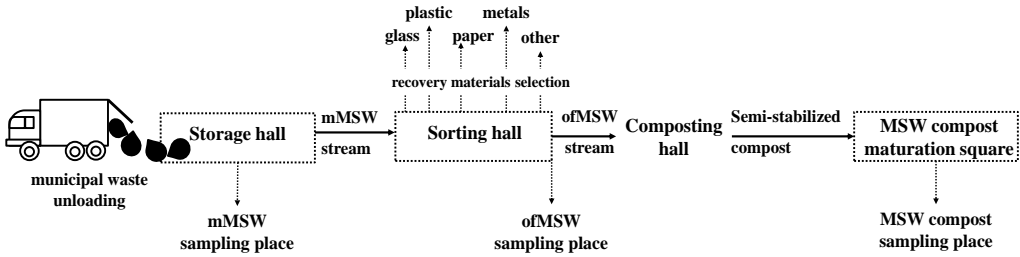 plastic
metals
glass
paper
other
recovery materials selection
Storage hall
mMSW
stream
Sorting hall
ofMSW
stream
Composting
hall
Semi-stabilized
compost
MSW compost
maturation square
municipal waste
unloading
mMSW
sampling place
ofMSW
sampling place
MSW compost
sampling place